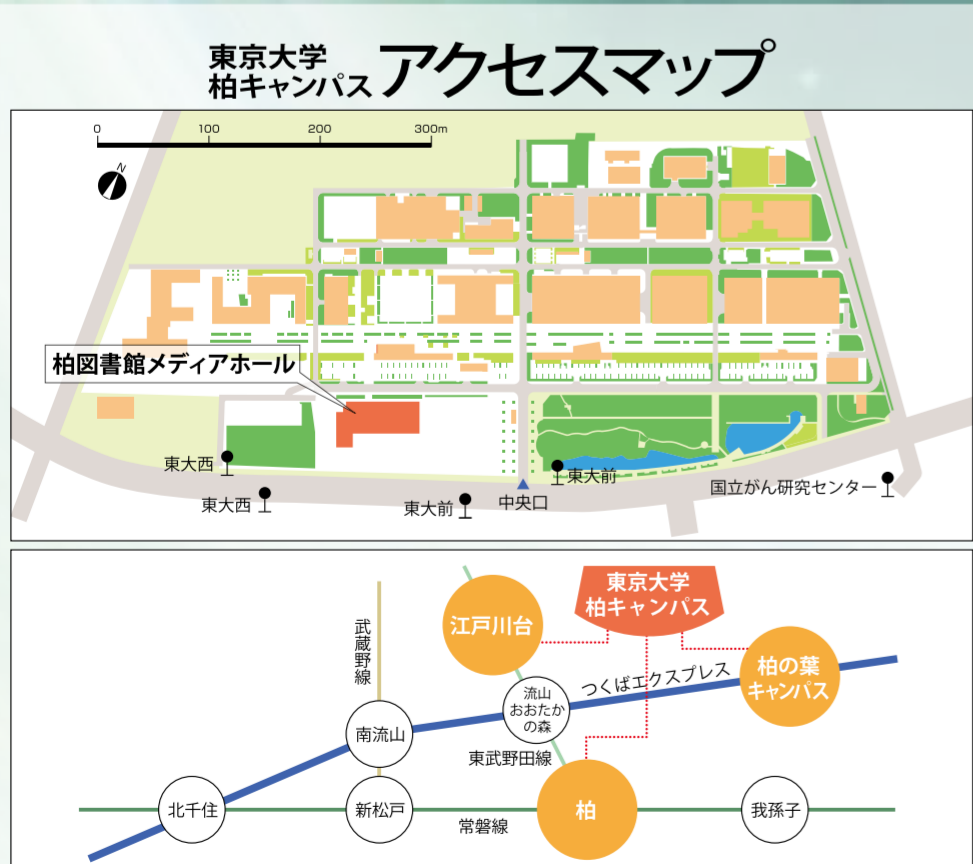 東京大学
柏キャンパス
アクセスマップ
0 100 200 300m
N
柏図書館メディアホール
東大西
東大西
東大前
中央口
東大前
国立がん研究センター
東京大学
柏キャンパス
江戸川台
武蔵野線
柏の葉
キャンパス
つくばエクスプレス
流山
おおたか
の森
南流山
東武野田線
北千住
新松戸
常磐線
柏
我孫子